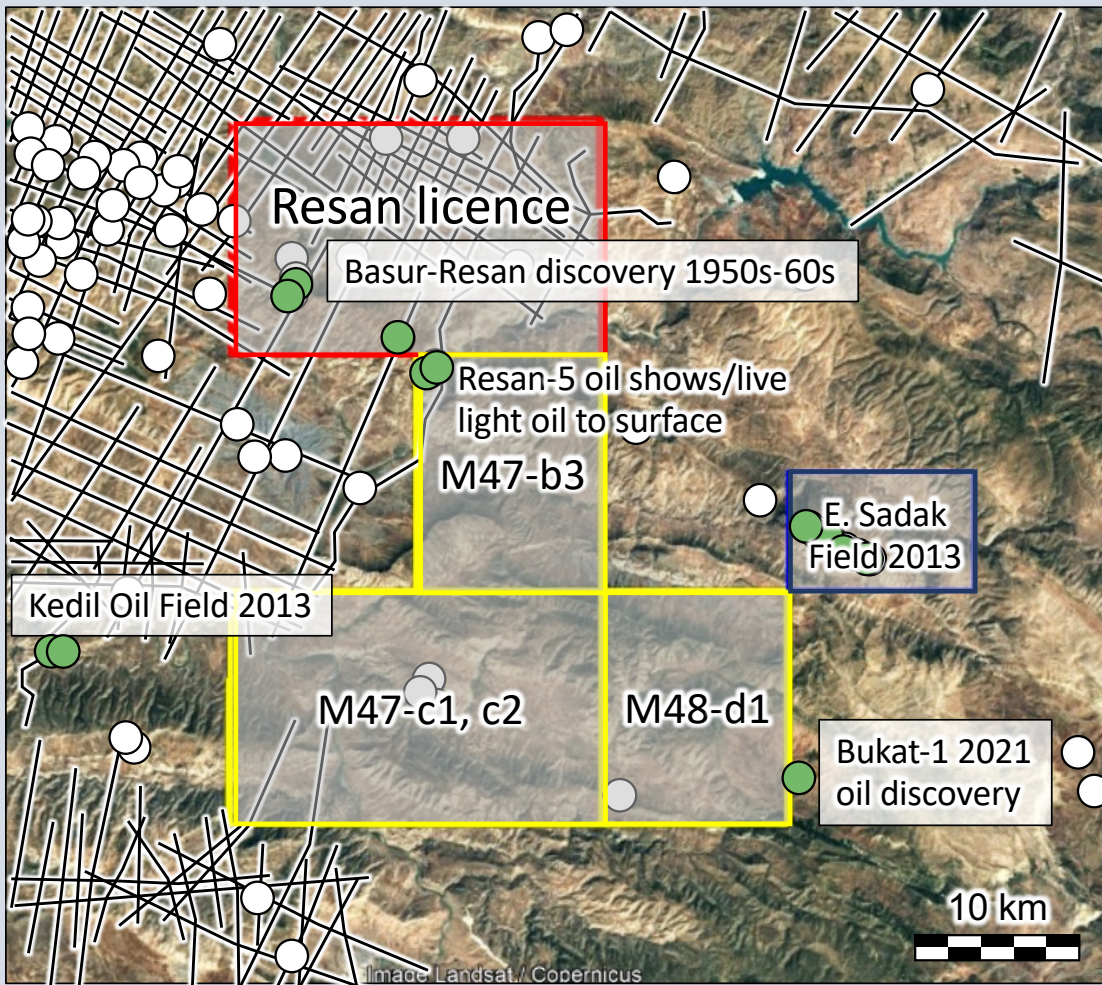 Resan licence
Basur-Resan discovery 1950s-60s
Resan-5 oil shows/live
light oil to surface
M47-b3
E. Sadak
Field 2013
Kedil Oil Field 2013
M47-c1, c2
M48-d1
Bukat-1 2021
oil discovery
10 km
Image Landsat / Copernicus